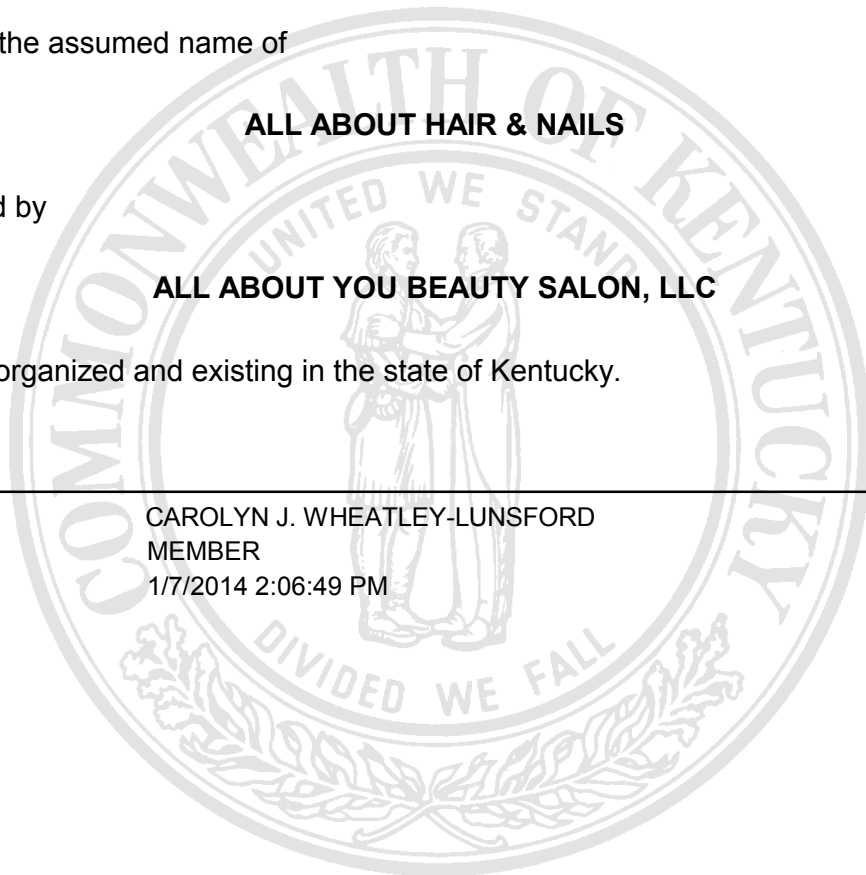 the assumed name of
ALL ABOUT HAIR & NAILS
d by
ALL ABOUT YOU BEAUTY SALON, LLC
organized and existing in the state of Kentucky.
CAROLYN J. WHEATLEY-LUNSFORD
MEMBER
1/7/2014 2:06:49 PM
COMMONWEALTH OF KENTUCKY
UNITED WE STAND
DIVIDED WE FALL